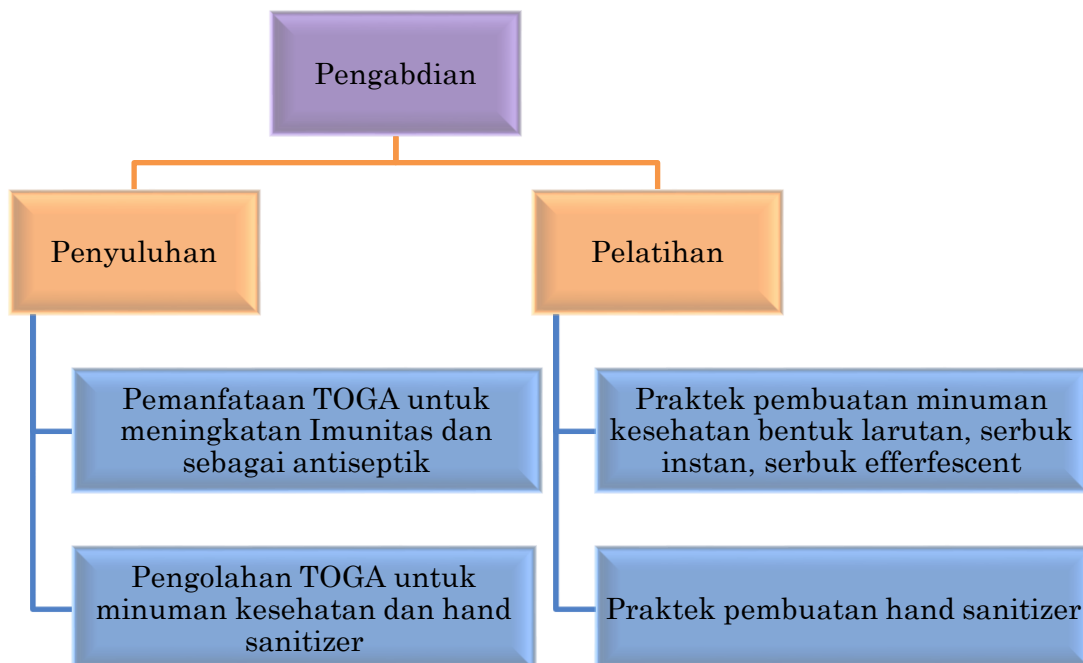 Pengabdian
Penyuluhan
Pemanfataan TOGA untuk
meningkatan Imunitas dan
sebagai antiseptik
Pengolahan TOGA untuk
minuman kesehatan dan hand
sanitizer
Pelatihan
Praktek pembuatan minuman
kesehatan bentuk larutan, serbuk
instan, serbuk efferfescent
Praktek pembuatan hand sanitizer